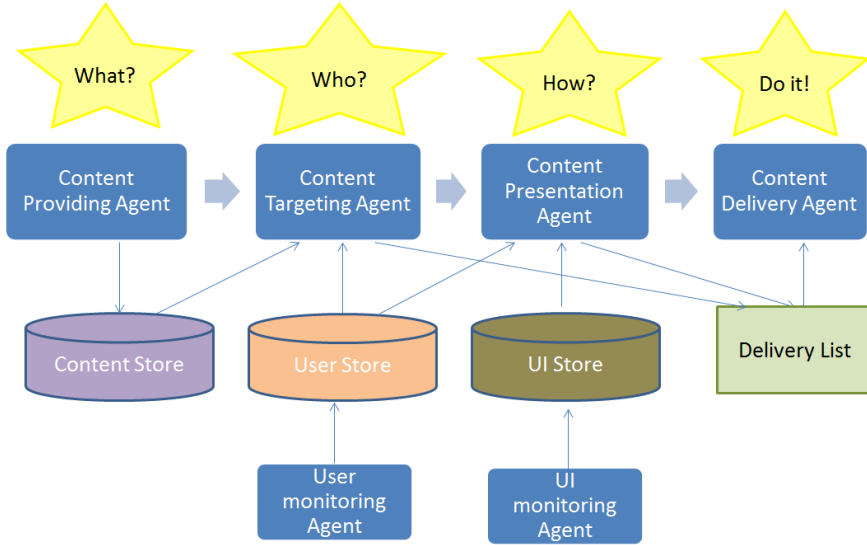 What?
Who?
How?
Do it!
Content
Providing Agent
Content
Targeting Agent
Content
Presentation
Agent
Content
Delivery Agent
Content Store
User Store
UI Store
Delivery List
User
monitoring
Agent
UI
monitoring
Agent